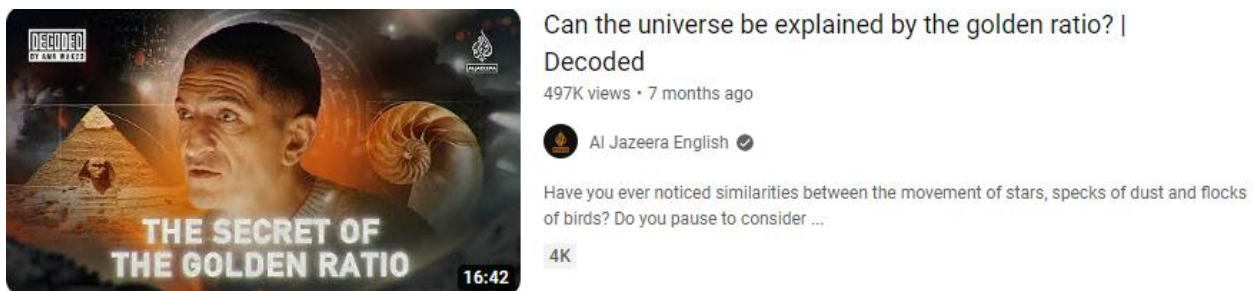 DECODED
BY AMR WAKED
ALJAZEERA
THE SECRET OF
THE GOLDEN RATIO
16:42
Can the universe be explained by the golden ratio? |
Decoded
497K views • 7 months ago
Al Jazeera English
Have you ever noticed similarities between the movement of stars, specks of dust and flocks
of birds? Do you pause to consider ...
4K